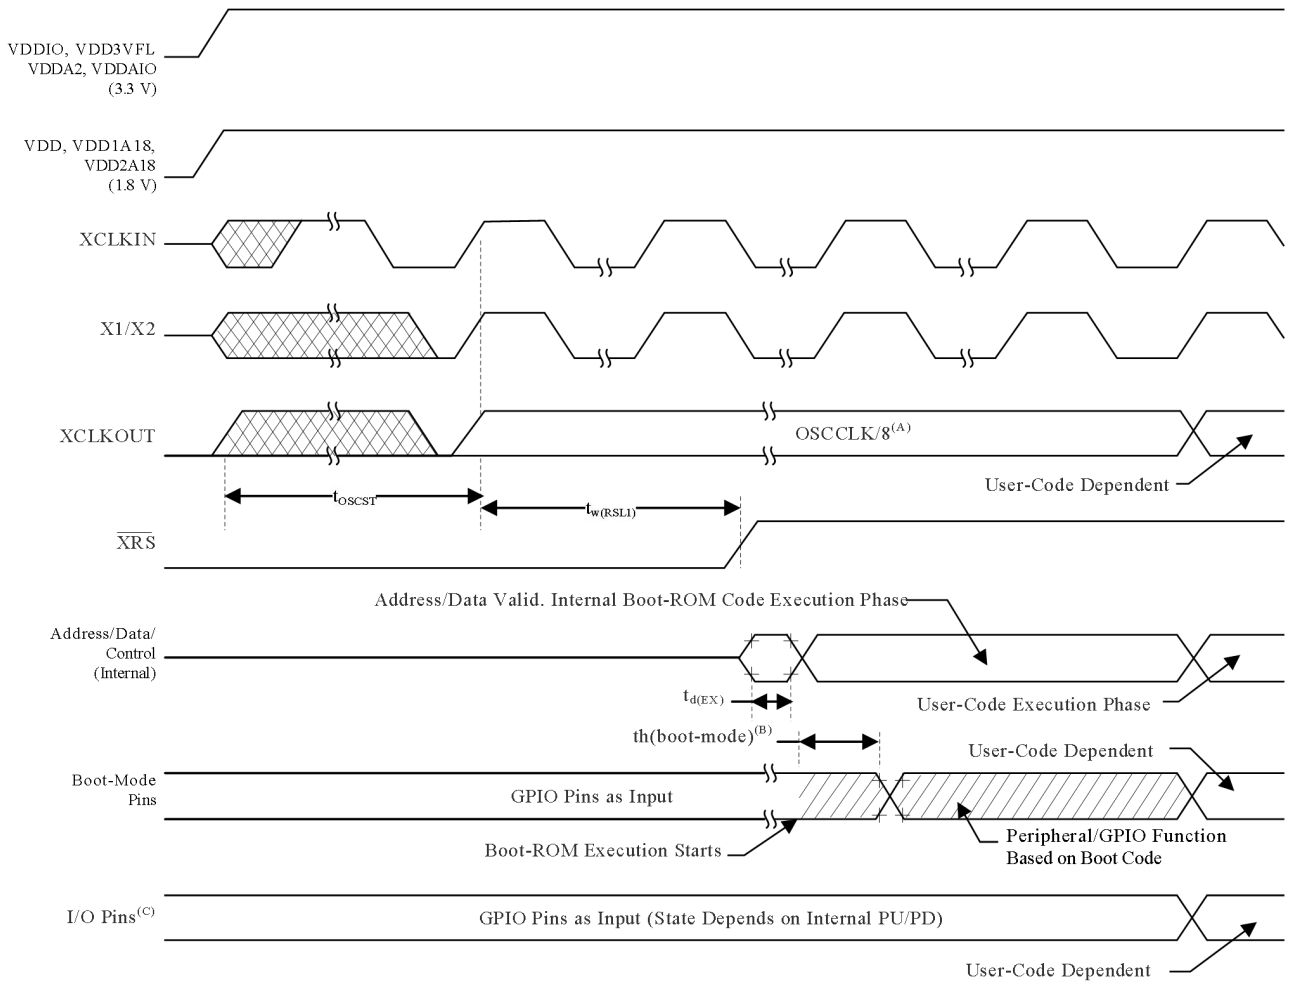 VDDIO, VDD3VFL
VDDA2, VDDAIO
(3.3 V)
VDD, VDD1A18,
VDD2A18
(1.8 V)
XCLKIN
X1/X2
XCLKOUT
OSCCLK/8(A)
User-Code Dependent
tOSCST
tw(RSL1)
XRS
Address/Data Valid. Internal Boot-ROM Code Execution Phase
Address/Data/
Control
(Internal)
td(EX)
User-Code Execution Phase
th(boot-mode)(B)
User-Code Dependent
Boot-Mode
Pins
GPIO Pins as Input
Boot-ROM Execution Starts
Peripheral/GPIO Function
Based on Boot Code
I/O Pins(C)
GPIO Pins as Input (State Depends on Internal PU/PD)
User-Code Dependent